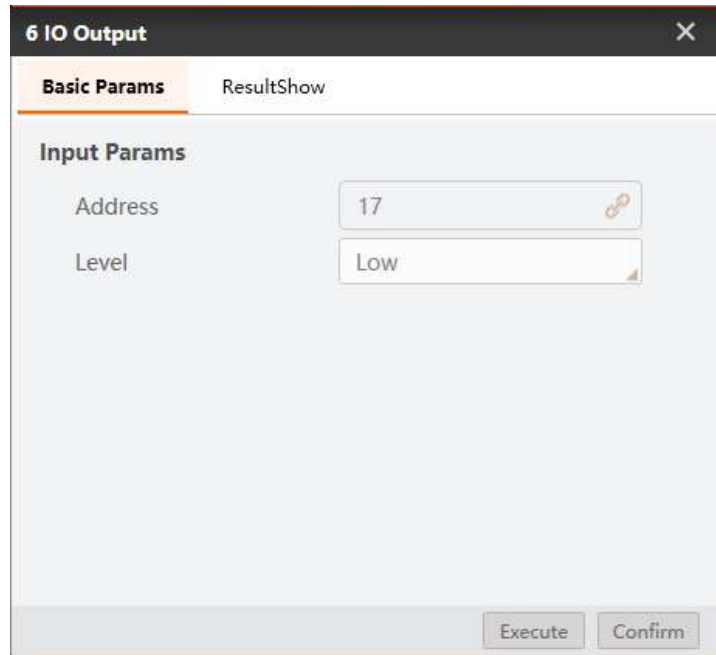 6 IO Output
Basic Params ResultShow
Input Params
Address 17
Level Low
Execute Confirm